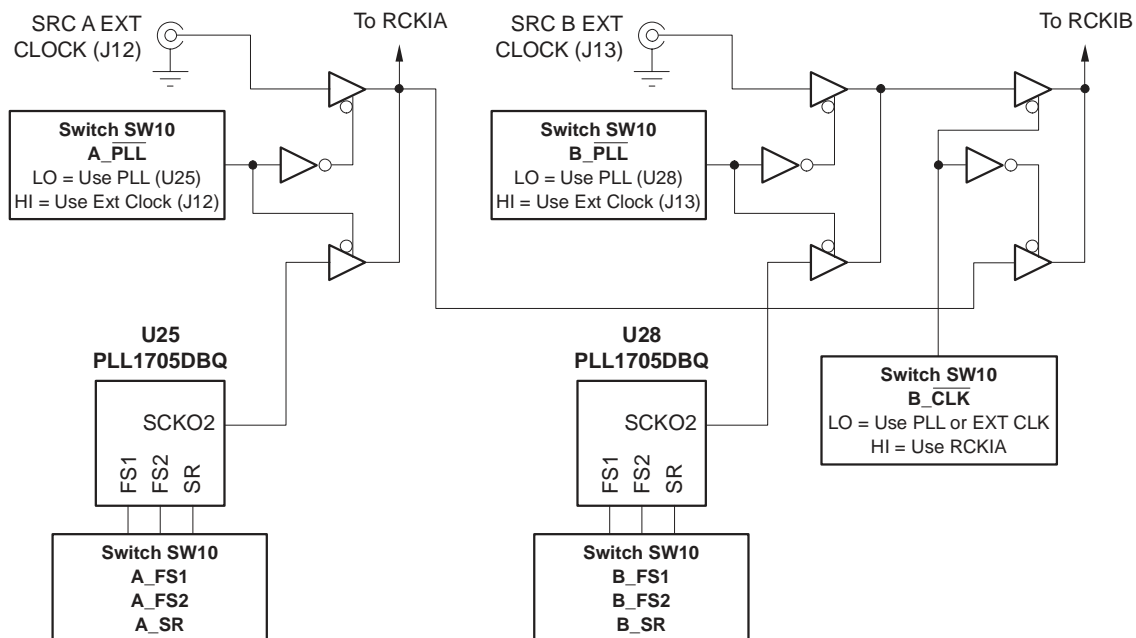 SRC A EXT
CLOCK (J12)
To RCKIA
SRC B EXT
CLOCK (J13)
To RCKIB
Switch SW10
A_PLL
LO = Use PLL (U25)
HI = Use Ext Clock (J12)
Switch SW10
B_PLL
LO = Use PLL (U28)
HI = Use Ext Clock (J13)
U25
PLL1705DBQ
SCKO2
FS1
FS2
SR
U28
PLL1705DBQ
SCKO2
FS1
FS2
SR
Switch SW10
B_CLK
LO = Use PLL or EXT CLK
HI = Use RCKIA
Switch SW10
A_FS1
A_FS2
A_SR
Switch SW10
B_FS1
B_FS2
B_SR